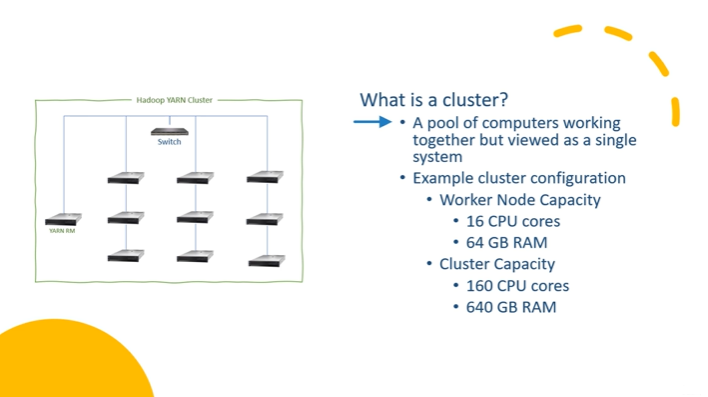 Hadoop YARN Cluster
Switch
YARN RM
What is a cluster?
• A pool of computers working
together but viewed as a single
system
• Example cluster configuration
• Worker Node Capacity
• 16 CPU cores
• 64 GB RAM
• Cluster Capacity
• 160 CPU cores
• 640 GB RAM